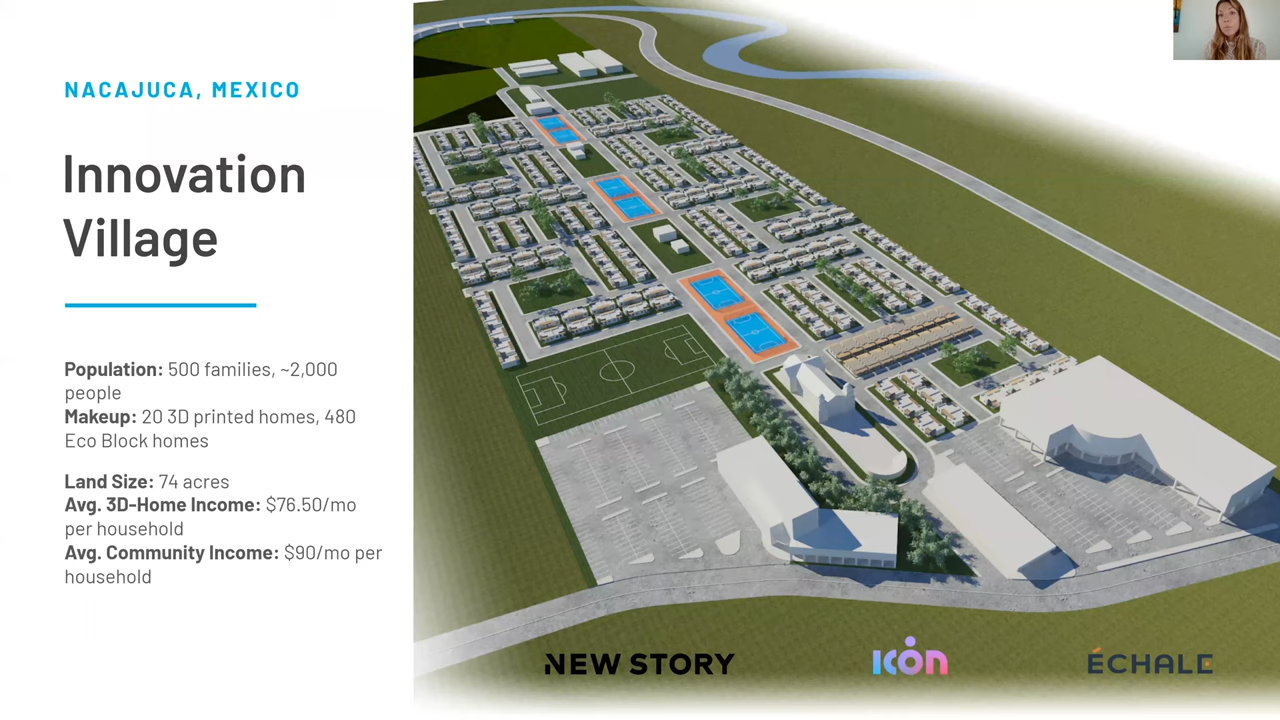 NACAJUCA, MEXICO
Innovation
Village
Population: 500 families, ~2,000
people
Makeup: 20 3D printed homes, 480
Eco Block homes
Land Size: 74 acres
Avg. 3D-Home Income: $76.50/mo
per household
Avg. Community Income: $90/mo per
household
NEW STORY
ICON
ÉCHALE